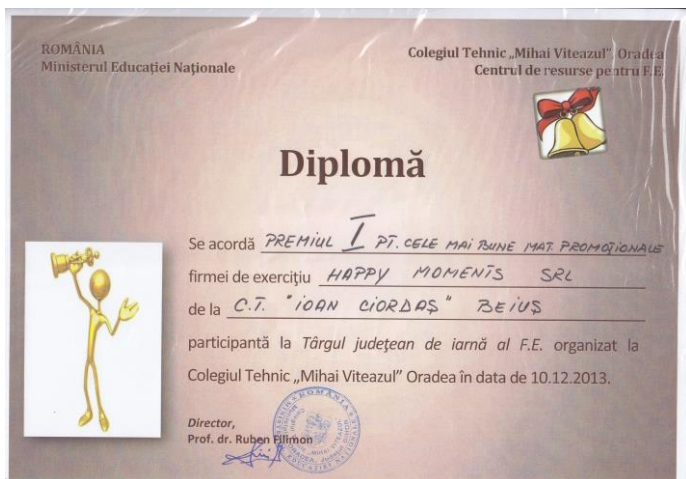 ROMÂNIA
Ministerul Educației Naționale
Colegiul Tehnic „Mihai Viteazul” Oradea
Centrul de resurse pentru F.E.
Diplomă
Se acordă PREMIUL I PT. CELE MAI BUNE MAT. PROMOȚIONALE
firmei de exercițiu HAPPY MOMENTS SRL
de la C.T. "IOAN CIORDAȘ" BEIUȘ
participantă la Târgul județean de iarnă al F.E. organizat la
Colegiul Tehnic „Mihai Viteazul” Oradea în data de 10.12.2013.
Director,
Prof. dr. Ruben Filimon
ROMÂNIA